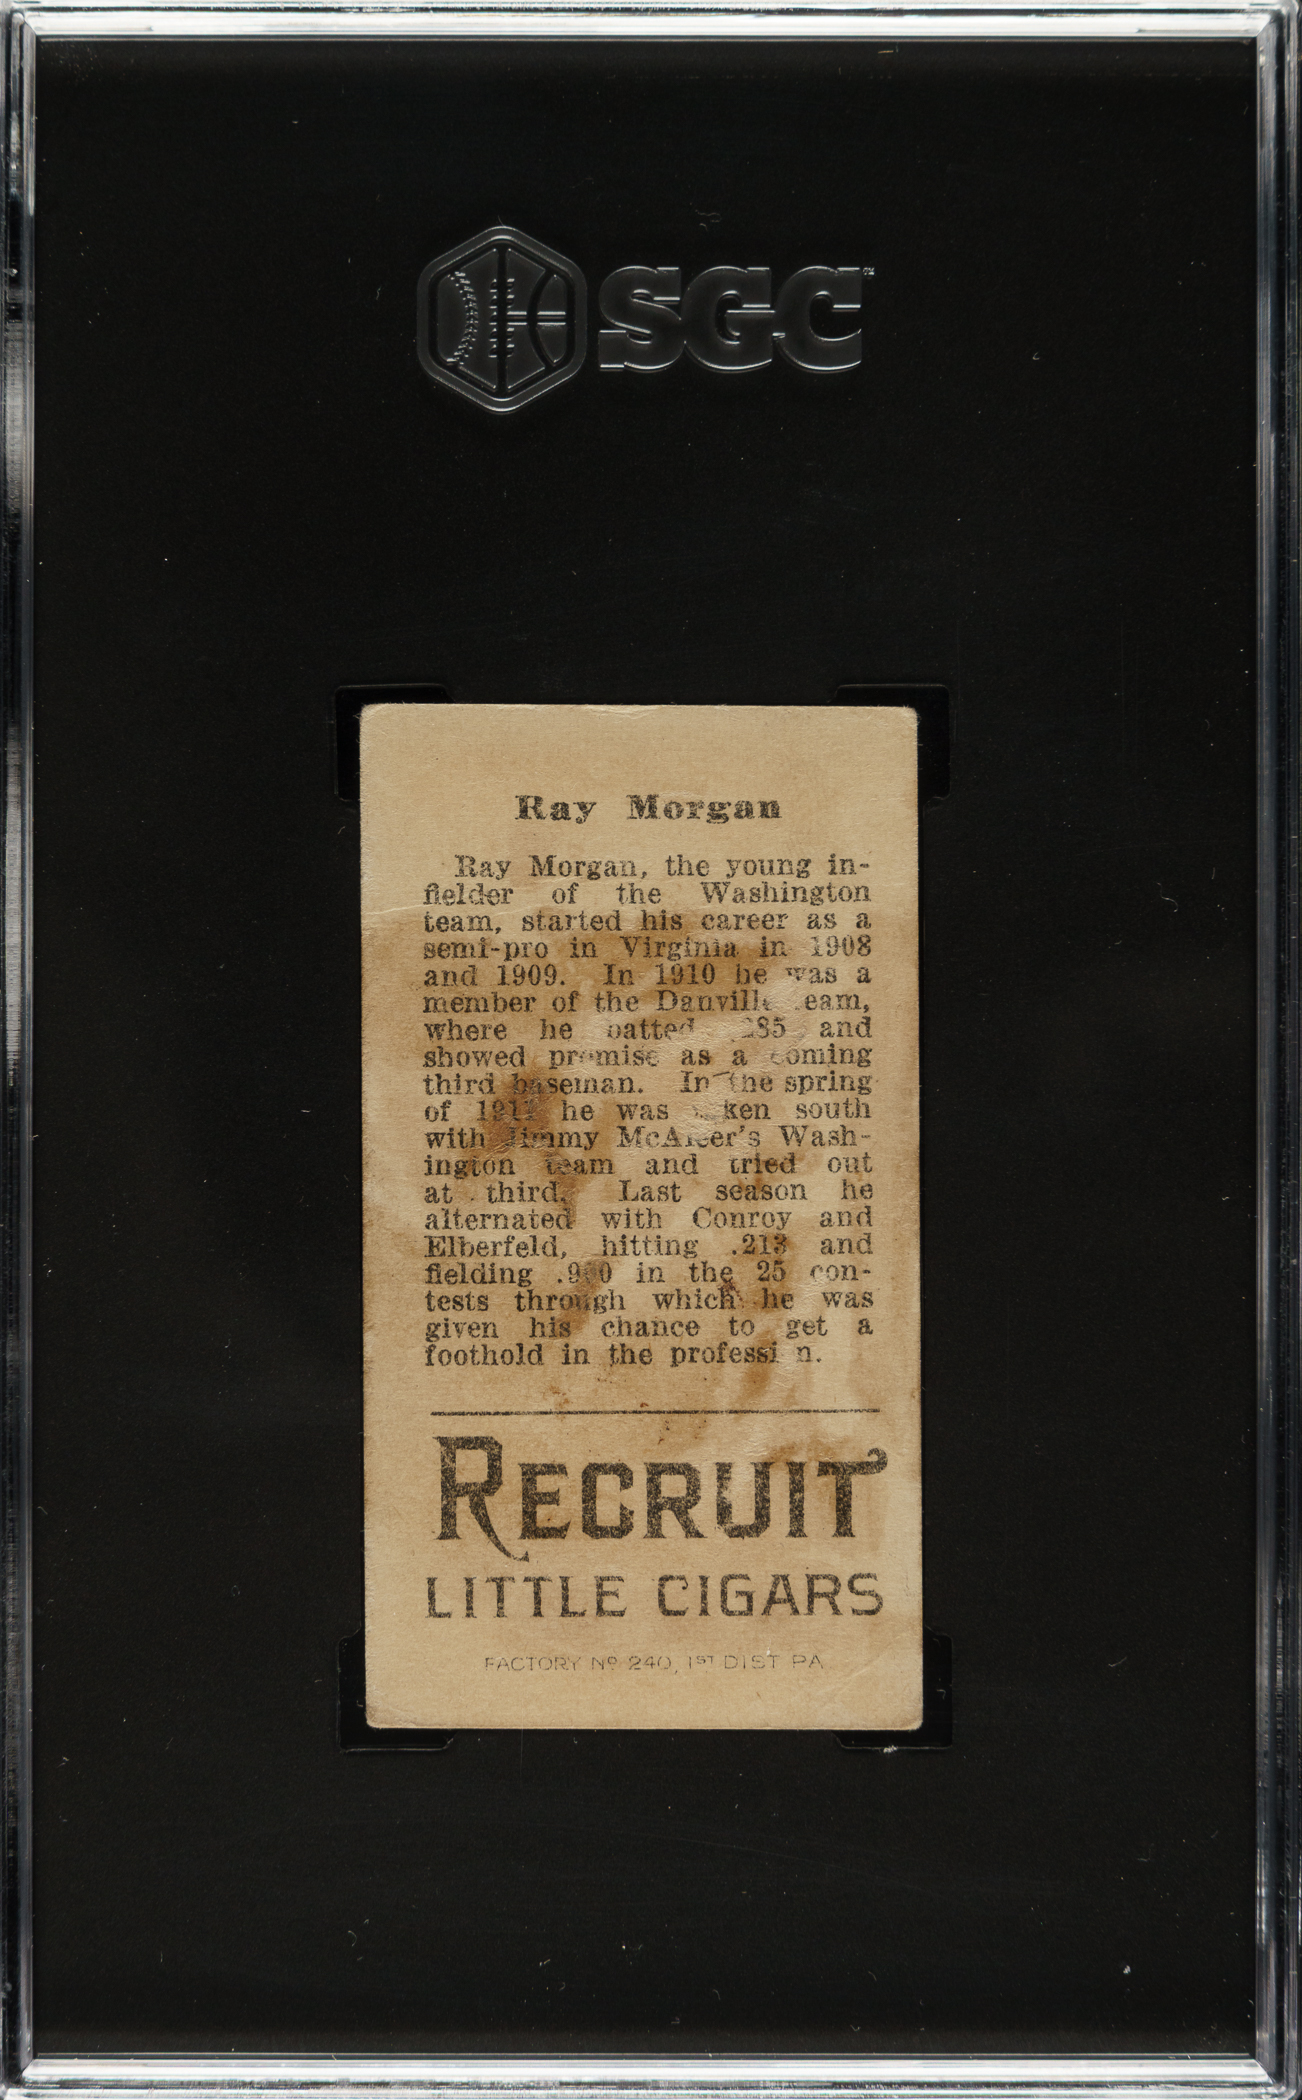 SGC
Ray Morgan
Ray Morgan, the young in-
fielder of the Washington
team, started his career as a
semi-pro in Virginia in 1908
and 1909. In 1910 he was a
member of the Danville team,
where he batted and
showed promise as a coming
third baseman. In the spring
of 1911 he was taken south
with Jimmy McAleer's Wash-
ington team and tried out
at third. Last season he
alternated with Conroy and
Elberfeld, hitting .213 and
fielding in the 25 con-
tests through which he was
given his chance to get a
foothold in the profession.
RECRUIT
LITTLE CIGARS
FACTORY No 240, 1ST DIST PA